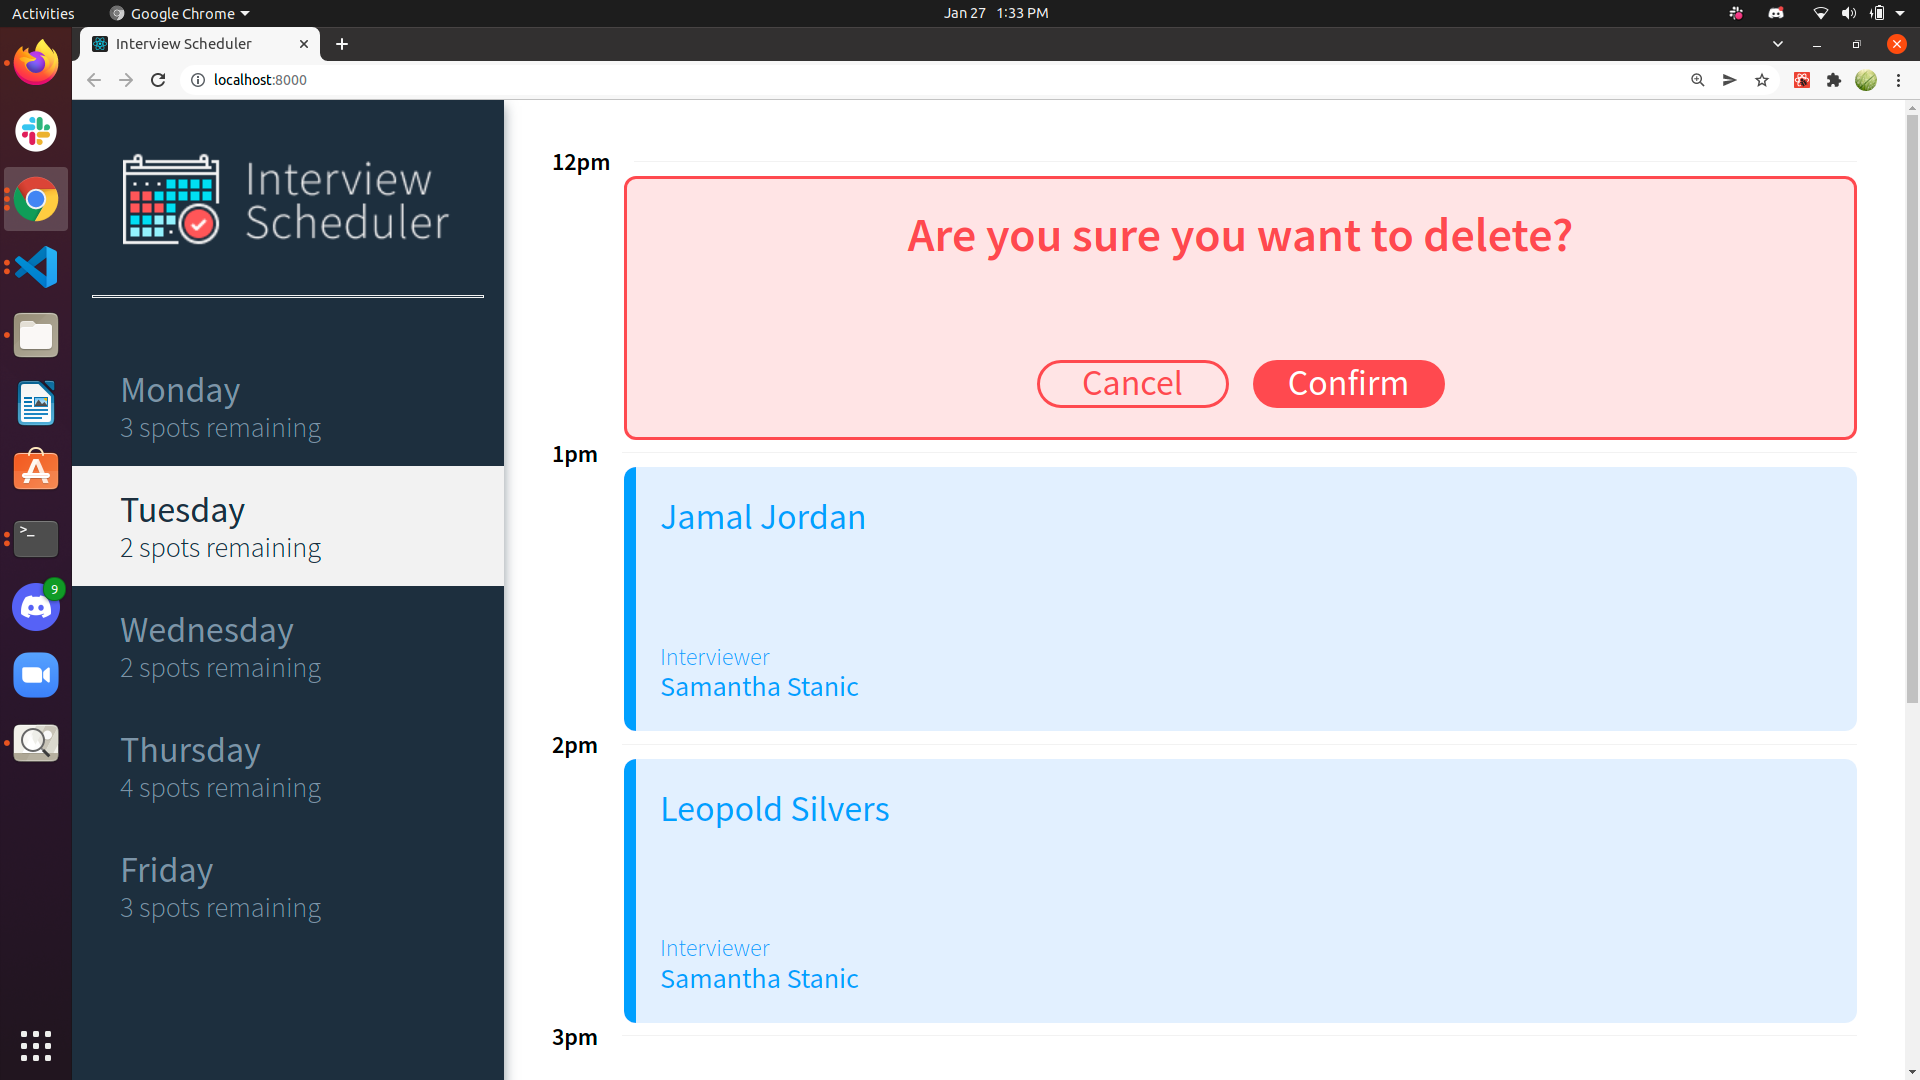 Activities
Google Chrome
Jan 27 1:33 PM
Interview Scheduler
localhost:8000
9
>_
Interview
Scheduler
Monday
3 spots remaining
Tuesday
2 spots remaining
Wednesday
2 spots remaining
Thursday
4 spots remaining
Friday
3 spots remaining
12pm
Are you sure you want to delete?
Cancel
Confirm
1pm
Jamal Jordan
Interviewer
Samantha Stanic
2pm
Leopold Silvers
Interviewer
Samantha Stanic
3pm